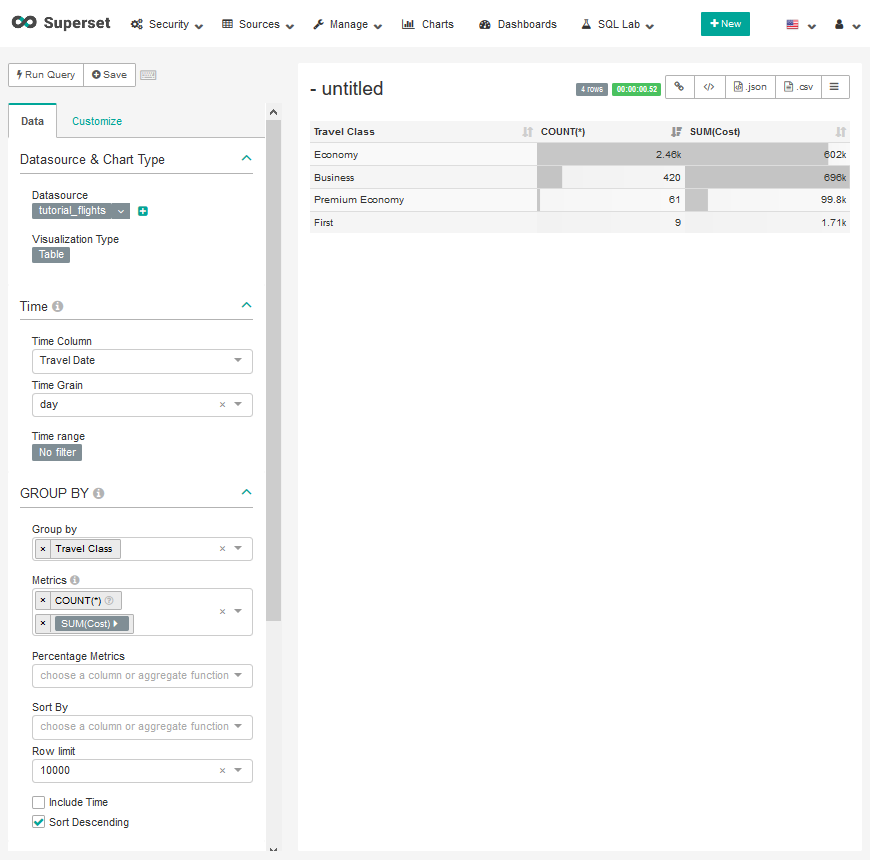 Superset Security Sources Manage Charts Dashboards SQL Lab New
Run Query Save
- untitled 4 rows 00:00:00.52 .json .csv
Data Customize
Datasource & Chart Type
Datasource
tutorial_flights
Visualization Type
Table
Time
Time Column
Travel Date
Time Grain
day
Time range
No filter
GROUP BY
Group by
× Travel Class ×
Metrics
× COUNT(*) ×
× SUM(Cost)
Percentage Metrics
choose a column or aggregate function
Sort By
choose a column or aggregate function
Row limit
10000
Include Time
Sort Descending
Travel Class COUNT(*) SUM(Cost)
Economy 2.46k 602k
Business 420 696k
Premium Economy 61 99.8k
First 9 1.71k